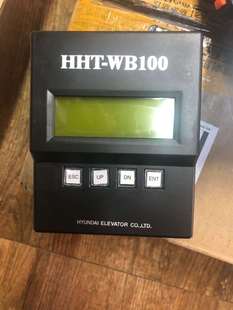 HHT-WB100
ESC UP DN ENT
HYUNDAI ELEVATOR CO.,LTD.